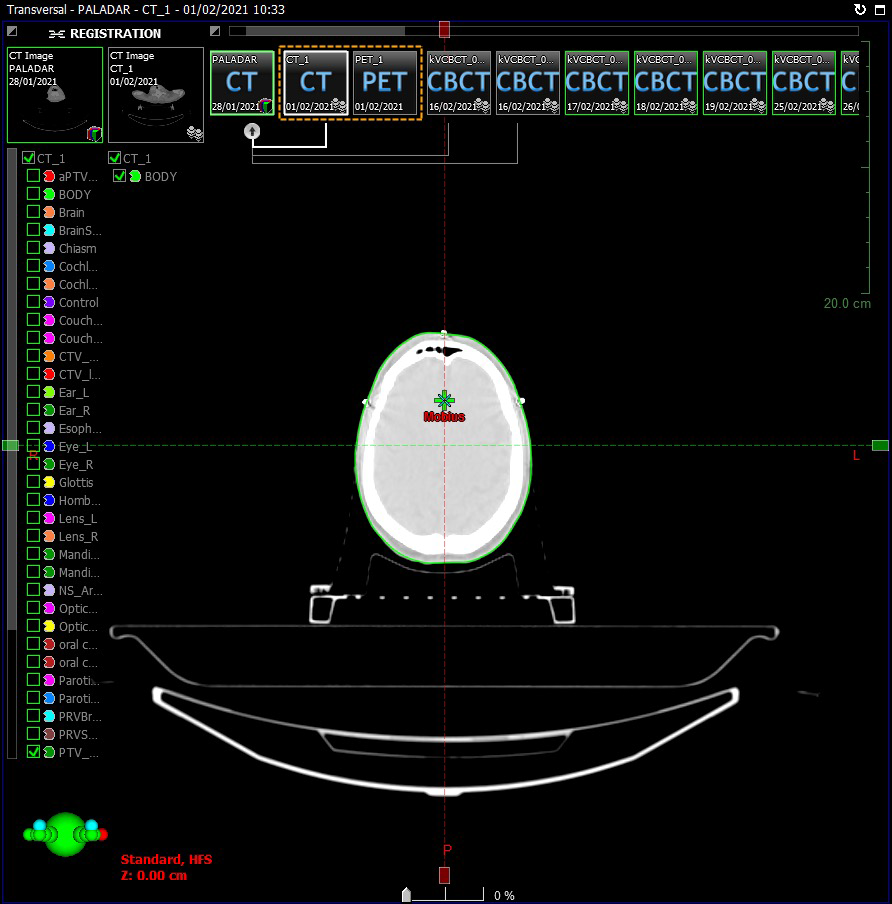 Transversal - PALADAR - CT_1 - 01/02/2021 10:33
REGISTRATION
CT Image
PALADAR
28/01/2021
CT Image
CT_1
01/02/2021
PALADAR
CT
28/01/2021
CT_1
CT
01/02/2021
PET_1
PET
01/02/2021
kVCBCT_0...
CBCT
16/02/2021
kVCBCT_0...
CBCT
16/02/2021
kVCBCT_0...
CBCT
17/02/2021
kVCBCT_0...
CBCT
18/02/2021
kVCBCT_0...
CBCT
19/02/2021
kVCBCT_0...
CBCT
25/02/2021
kVC
C
26/0
CT_1
CT_1
aPTV...
BODY
BODY
Brain
BrainS...
Chiasm
Cochl...
Cochl...
Control
Couch...
Couch...
CTV_...
CTV_l...
Ear_L
Ear_R
Esoph...
Eye_L
Eye_R
Glottis
Homb...
Lens_L
Lens_R
Mandi...
Mandi...
NS_Ar...
Optic...
Optic...
oral c...
oral c...
Paroti...
Paroti...
PRVBr...
PRVS...
PTV_...
20.0 cm
Mobius
R
L
P
Standard, HFS
Z: 0.00 cm
0 %